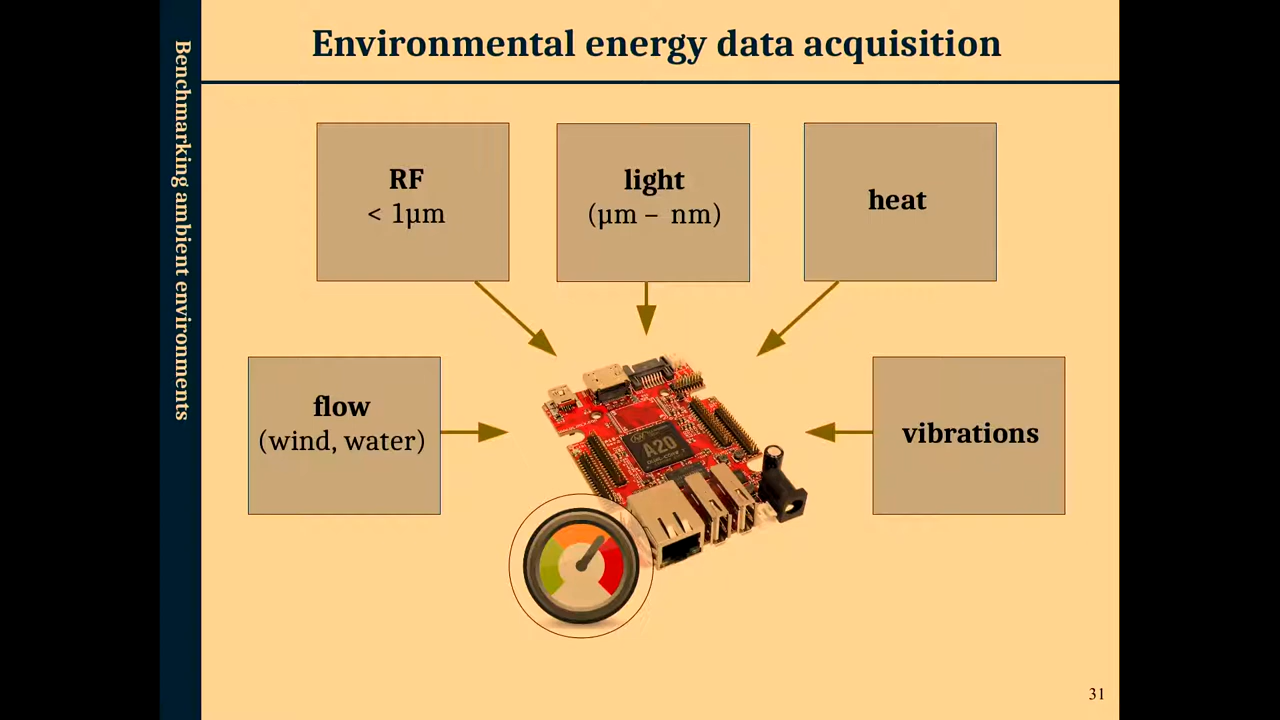 Environmental energy data acquisition
Benchmarking ambient environments
RF
< 1µm
light
(µm – nm)
heat
flow
(wind, water)
vibrations
A20
31